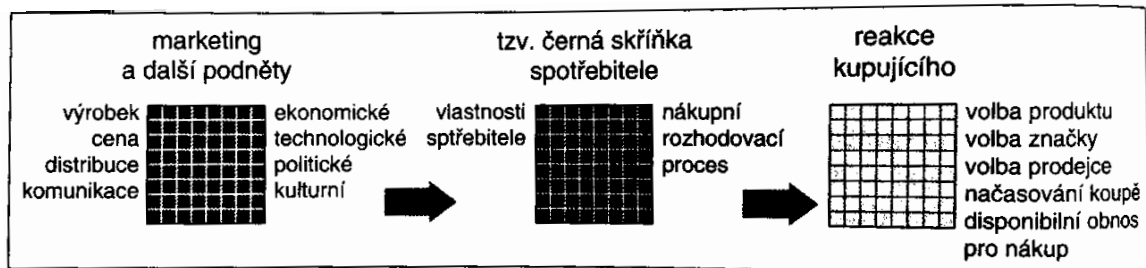 marketing
a další podněty
výrobek
cena
distribuce
komunikace
ekonomické
technologické
politické
kulturní
tzv. černá skříňka
spotřebitele
vlastnosti
sptřebitele
nákupní
rozhodovací
proces
reakce
kupujícího
volba produktu
volba značky
volba prodejce
načasování koupě
disponibilní obnos
pro nákup